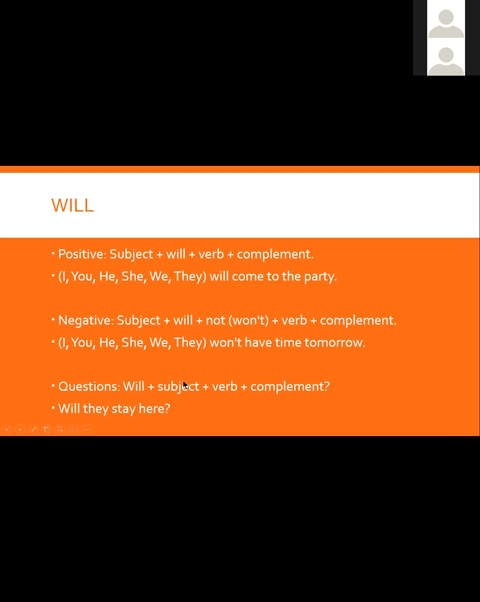 WILL
• Positive: Subject + will + verb + complement.
• (I, You, He, She, We, They) will come to the party.
• Negative: Subject + will + not (won't) + verb + complement.
• (I, You, He, She, We, They) won't have time tomorrow.
• Questions: Will + subject + verb + complement?
• Will they stay here?